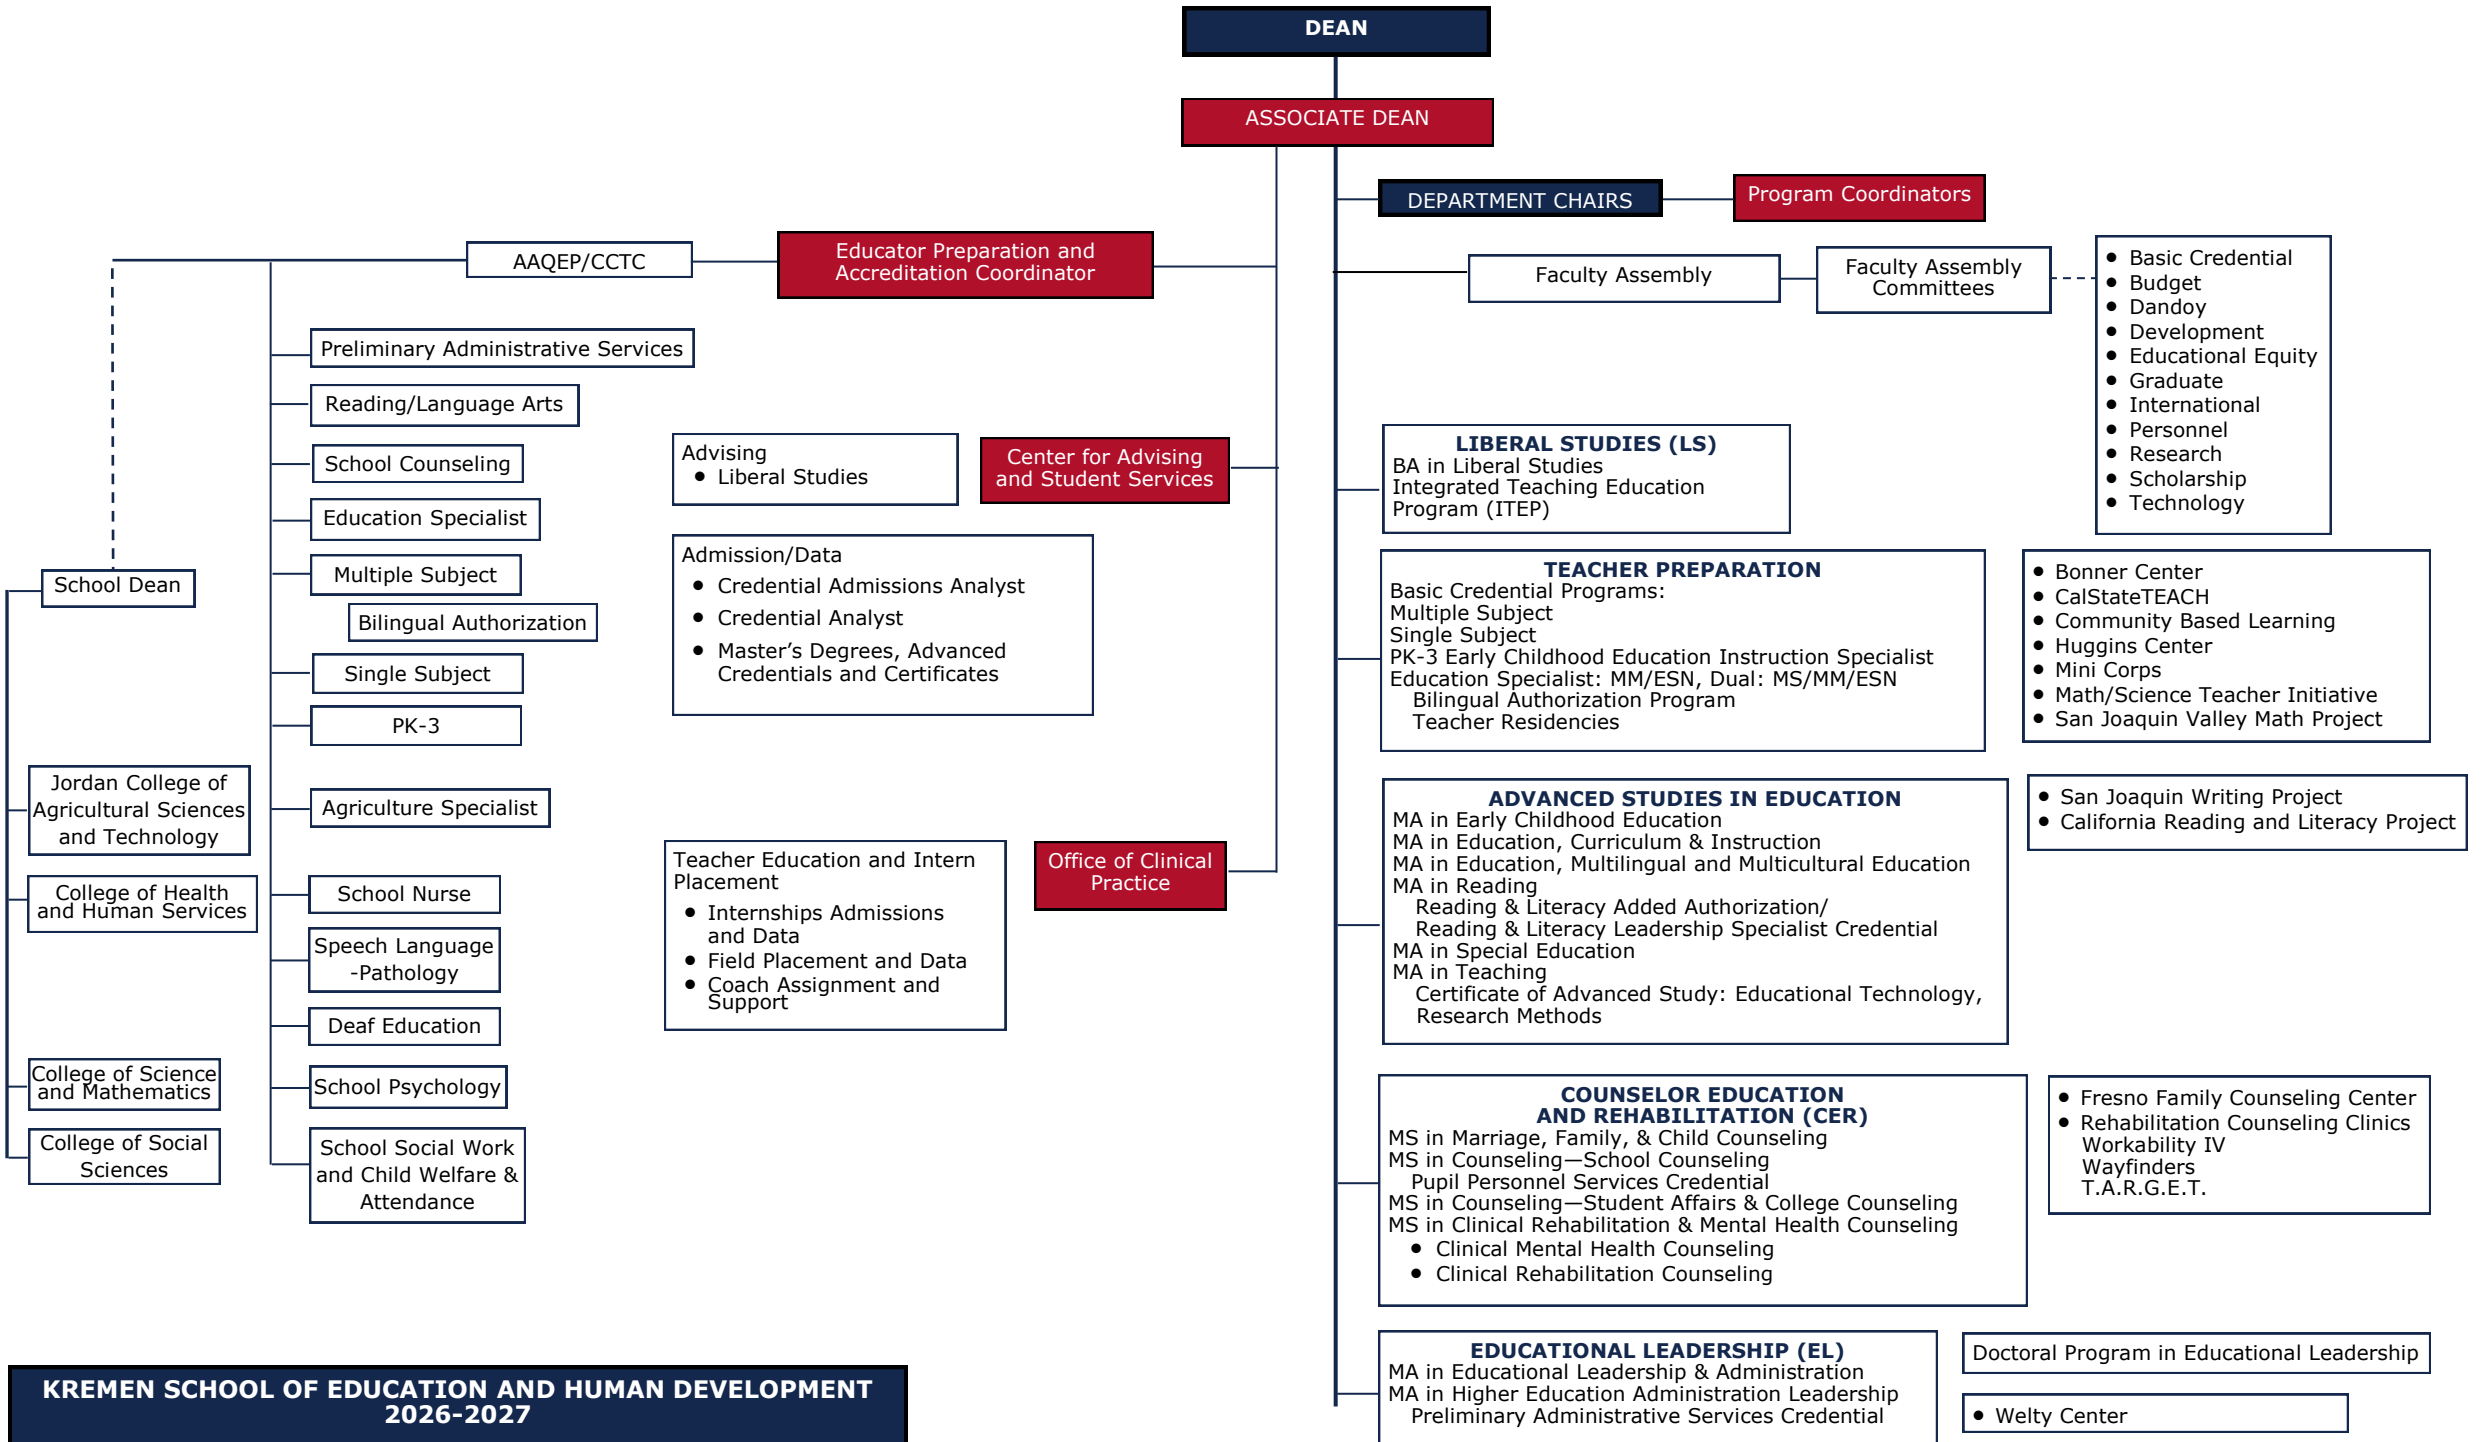 DEAN
ASSOCIATE DEAN
DEPARTMENT CHAIRS
Program Coordinators
Educator Preparation and
Accreditation Coordinator
AAQEP/CCTC
Faculty Assembly
Faculty Assembly
Committees
• Basic Credential
• Budget
• Dandoy
• Development
• Educational Equity
• Graduate
• International
• Personnel
• Research
• Scholarship
• Technology
Preliminary Administrative Services
Reading/Language Arts
School Counseling
Education Specialist
Multiple Subject
Bilingual Authorization
Single Subject
PK-3
Agriculture Specialist
School Nurse
Speech Language
-Pathology
Deaf Education
School Psychology
School Social Work
and Child Welfare &
Attendance
School Dean
Jordan College of
Agricultural Sciences
and Technology
College of Health
and Human Services
College of Science
and Mathematics
College of Social
Sciences
Center for Advising
and Student Services
Advising
• Liberal Studies
Admission/Data
• Credential Admissions Analyst
• Credential Analyst
• Master’s Degrees, Advanced
Credentials and Certificates
Office of Clinical
Practice
Teacher Education and Intern
Placement
• Internships Admissions
and Data
• Field Placement and Data
• Coach Assignment and
Support
LIBERAL STUDIES (LS)
BA in Liberal Studies
Integrated Teaching Education
Program (ITEP)
TEACHER PREPARATION
Basic Credential Programs:
Multiple Subject
Single Subject
PK-3 Early Childhood Education Instruction Specialist
Education Specialist: MM/ESN, Dual: MS/MM/ESN
Bilingual Authorization Program
Teacher Residencies
• Bonner Center
• CalStateTEACH
• Community Based Learning
• Huggins Center
• Mini Corps
• Math/Science Teacher Initiative
• San Joaquin Valley Math Project
ADVANCED STUDIES IN EDUCATION
MA in Early Childhood Education
MA in Education, Curriculum & Instruction
MA in Education, Multilingual and Multicultural Education
MA in Reading
Reading & Literacy Added Authorization/
Reading & Literacy Leadership Specialist Credential
MA in Special Education
MA in Teaching
Certificate of Advanced Study: Educational Technology,
Research Methods
• San Joaquin Writing Project
• California Reading and Literacy Project
COUNSELOR EDUCATION
AND REHABILITATION (CER)
MS in Marriage, Family, & Child Counseling
MS in Counseling—School Counseling
Pupil Personnel Services Credential
MS in Counseling—Student Affairs & College Counseling
MS in Clinical Rehabilitation & Mental Health Counseling
• Clinical Mental Health Counseling
• Clinical Rehabilitation Counseling
• Fresno Family Counseling Center
• Rehabilitation Counseling Clinics
Workability IV
Wayfinders
T.A.R.G.E.T.
EDUCATIONAL LEADERSHIP (EL)
MA in Educational Leadership & Administration
MA in Higher Education Administration Leadership
Preliminary Administrative Services Credential
Doctoral Program in Educational Leadership
• Welty Center
KREMEN SCHOOL OF EDUCATION AND HUMAN DEVELOPMENT
2026-2027